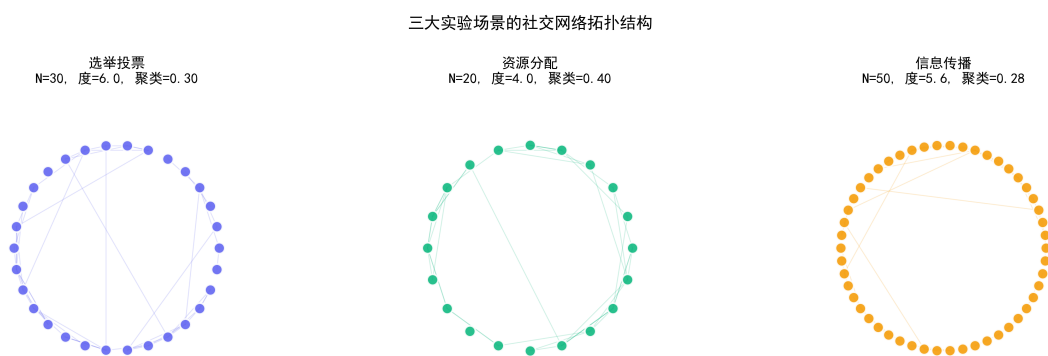 三大实验场景的社交网络拓扑结构
选举投票
N=30, 度=6.0, 聚类=0.30
资源分配
N=20, 度=4.0, 聚类=0.40
信息传播
N=50, 度=5.6, 聚类=0.28